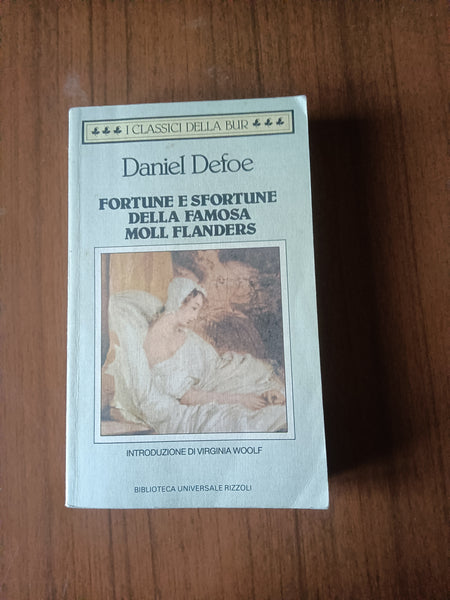 I CLASSICI DELLA BUR
Daniel Defoe
FORTUNE E SFORTUNE
DELLA FAMOSA
MOLL FLANDERS
INTRODUZIONE DI VIRGINIA WOOLF
BIBLIOTECA UNIVERSALE RIZZOLI